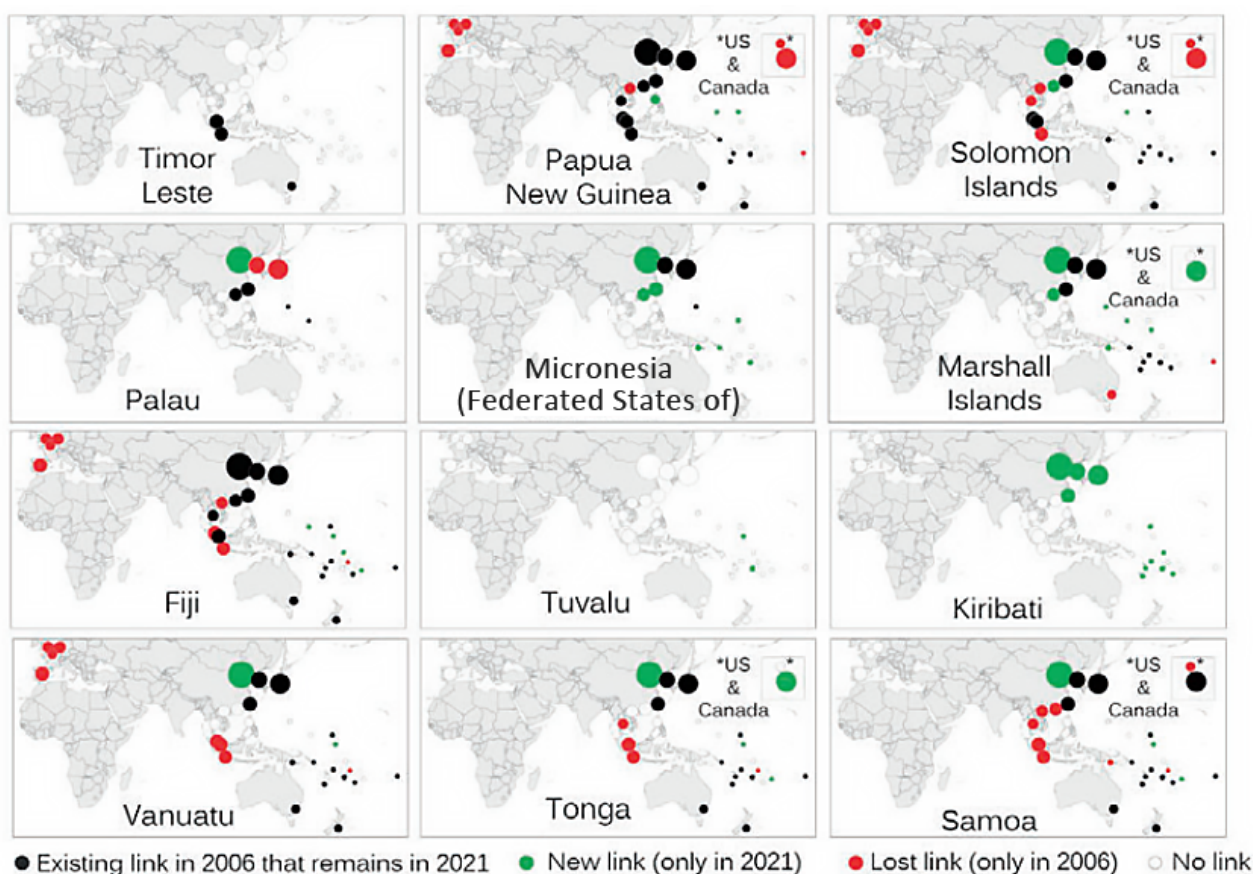 Timor
Leste
*US
&
Canada
*
Papua
New Guinea
*US
&
Canada
*
Solomon
Islands
Palau
Micronesia
(Federated States of)
*US
&
Canada
*
Marshall
Islands
Fiji
Tuvalu
Kiribati
Vanuatu
*US
&
Canada
*
Tonga
*US
&
Canada
*
Samoa
Existing link in 2006 that remains in 2021
New link (only in 2021)
Lost link (only in 2006)
No link